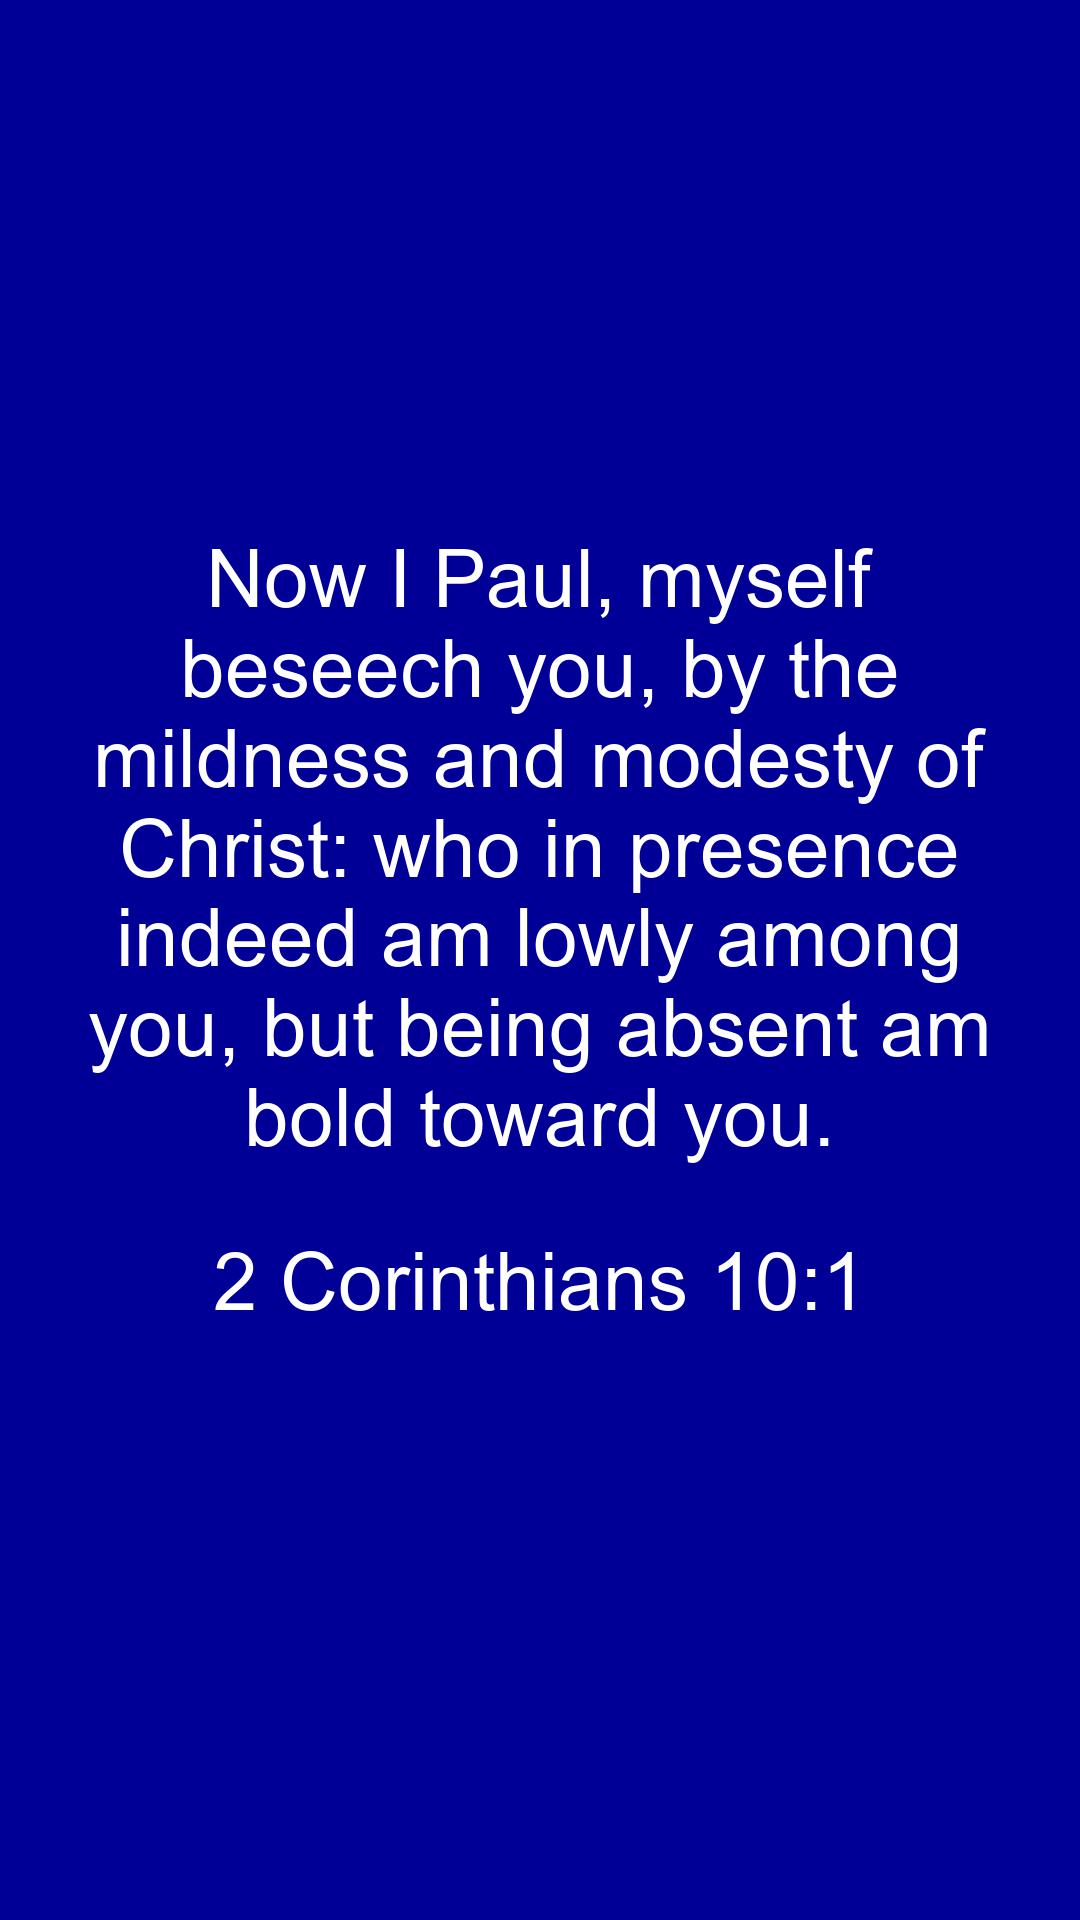 Now I Paul, myself
beseech you, by the
mildness and modesty of
Christ: who in presence
indeed am lowly among
you, but being absent am
bold toward you.
2 Corinthians 10:1